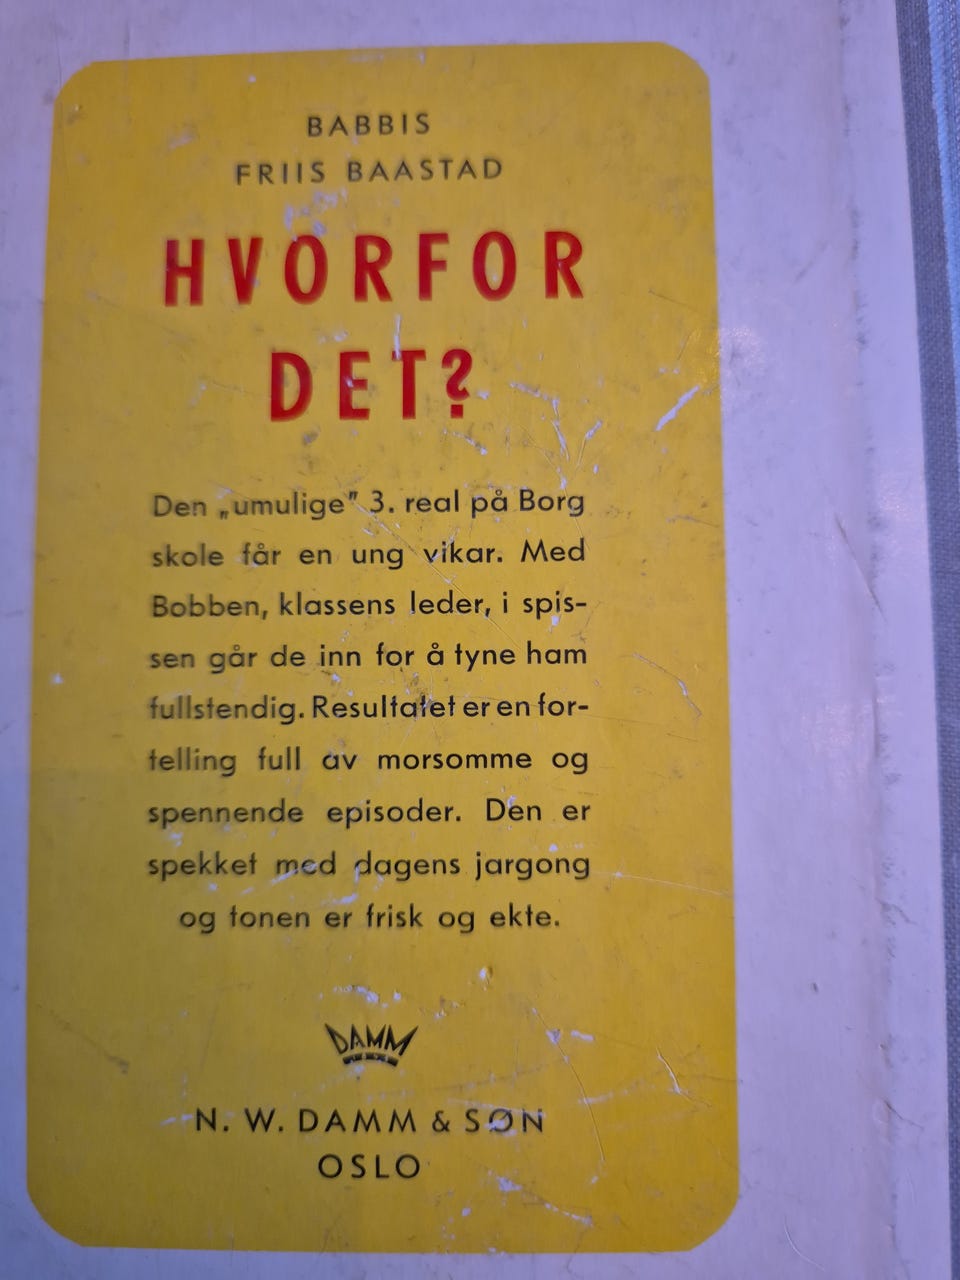 BABBIS
FRIIS BAASTAD
HVORFOR
DET?
Den „umulige" 3. real på Borg
skole får en ung vikar. Med
Bobben, klassens leder, i spis-
sen går de inn for å tyne ham
fullstendig. Resultatet er en for-
telling full av morsomme og
spennende episoder. Den er
spekket med dagens jargong
og tonen er frisk og ekte.
DAMM
N. W. DAMM & SØN
OSLO